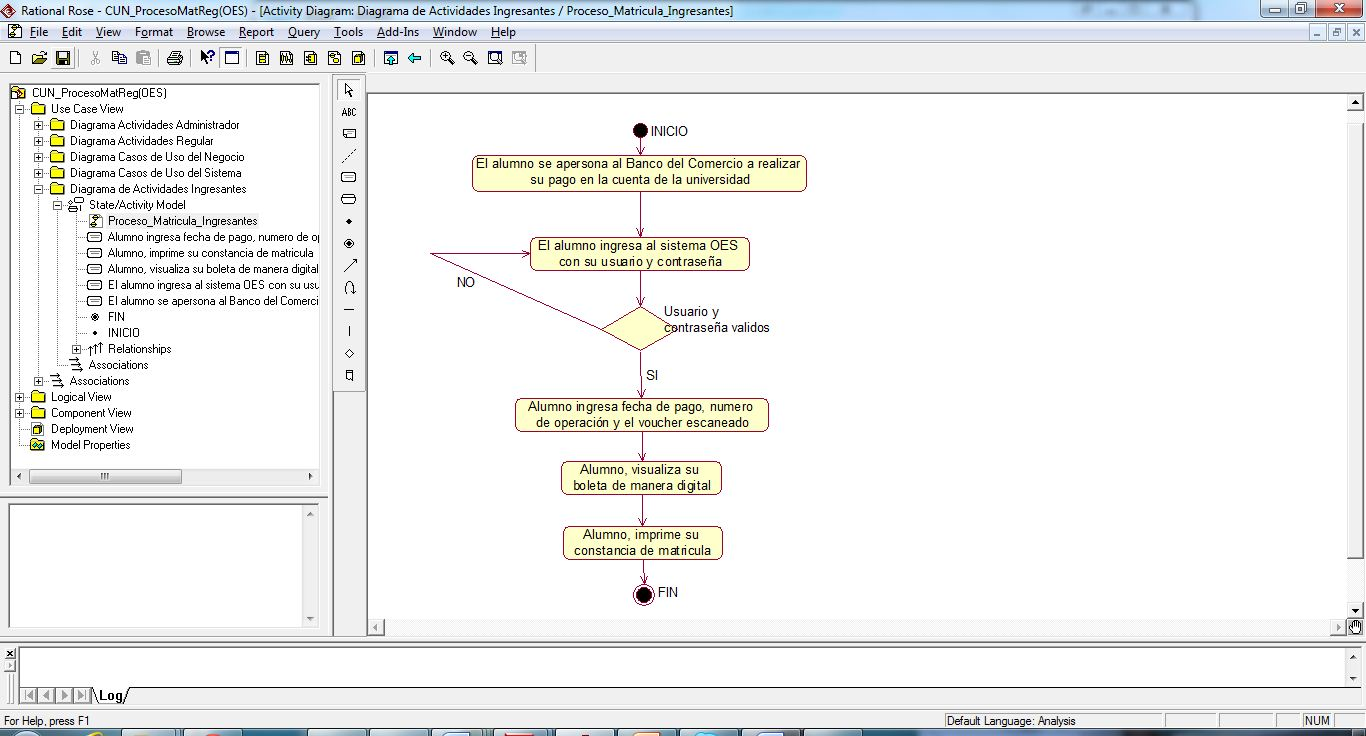 Rational Rose - CUN_ProcesoMatReg(OES) - [Activity Diagram: Diagrama de Actividades Ingresantes / Proceso_Matricula_Ingresantes]
File Edit View Format Browse Report Query Tools Add-Ins Window Help
CUN_ProcesoMatReg(OES)
Use Case View
Diagrama Actividades Administrador
Diagrama Actividades Regular
Diagrama Casos de Uso del Negocio
Diagrama Casos de Uso del Sistema
Diagrama de Actividades Ingresantes
State/Activity Model
Proceso_Matricula_Ingresantes
Alumno ingresa fecha de pago, numero de op
Alumno, imprime su constancia de matricula
Alumno, visualiza su boleta de manera digital
El alumno ingresa al sistema OES con su usu
El alumno se apersona al Banco del Comerci
FIN
INICIO
Relationships
Associations
Associations
Logical View
Component View
Deployment View
Model Properties
ABC
INICIO
El alumno se apersona al Banco del Comercio a realizar
su pago en la cuenta de la universidad
El alumno ingresa al sistema OES
con su usuario y contraseña
NO
Usuario y
contraseña validos
SI
Alumno ingresa fecha de pago, numero
de operación y el voucher escaneado
Alumno, visualiza su
boleta de manera digital
Alumno, imprime su
constancia de matricula
FIN
Log
For Help, press F1
Default Language: Analysis
NUM